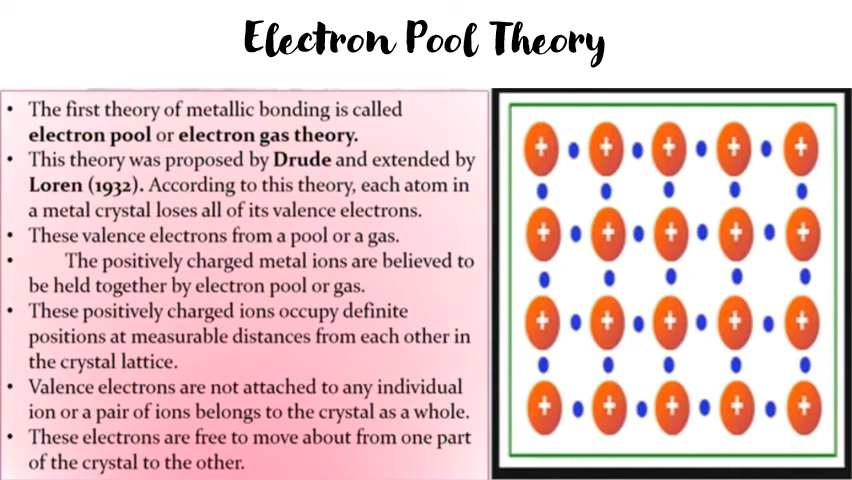 Electron Pool Theory
• The first theory of metallic bonding is called
electron pool or electron gas theory.
• This theory was proposed by Drude and extended by
Loren (1932). According to this theory, each atom in
a metal crystal loses all of its valence electrons.
• These valence electrons from a pool or a gas.
• The positively charged metal ions are believed to
be held together by electron pool or gas.
• These positively charged ions occupy definite
positions at measurable distances from each other in
the crystal lattice.
• Valence electrons are not attached to any individual
ion or a pair of ions belongs to the crystal as a whole.
• These electrons are free to move about from one part
of the crystal to the other.
+ + + + +
+ + + + +
+ + + + +
+ + + + +